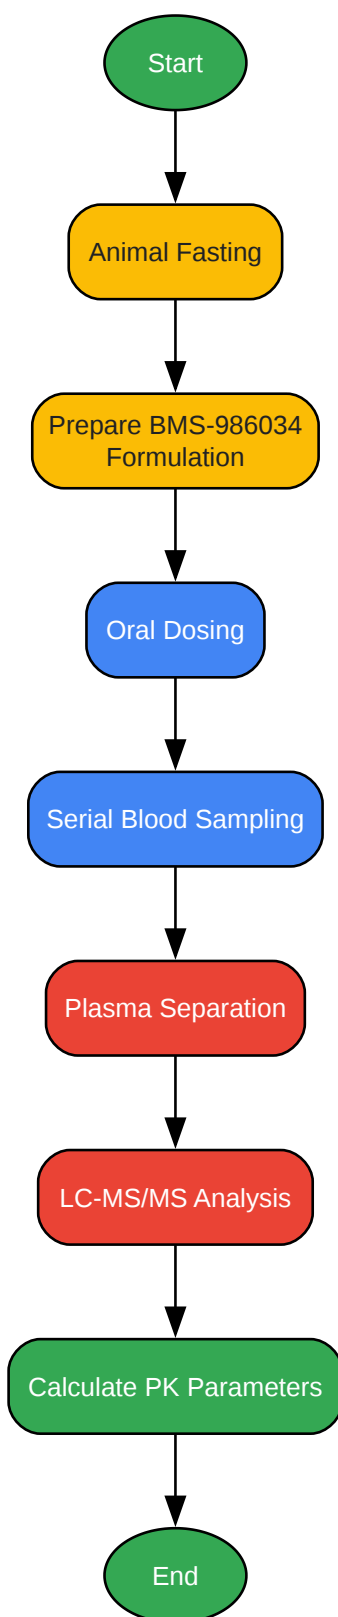 Start
Animal Fasting
Prepare BMS-986034
Formulation
Oral Dosing
Serial Blood Sampling
Plasma Separation
LC-MS/MS Analysis
Calculate PK Parameters
End